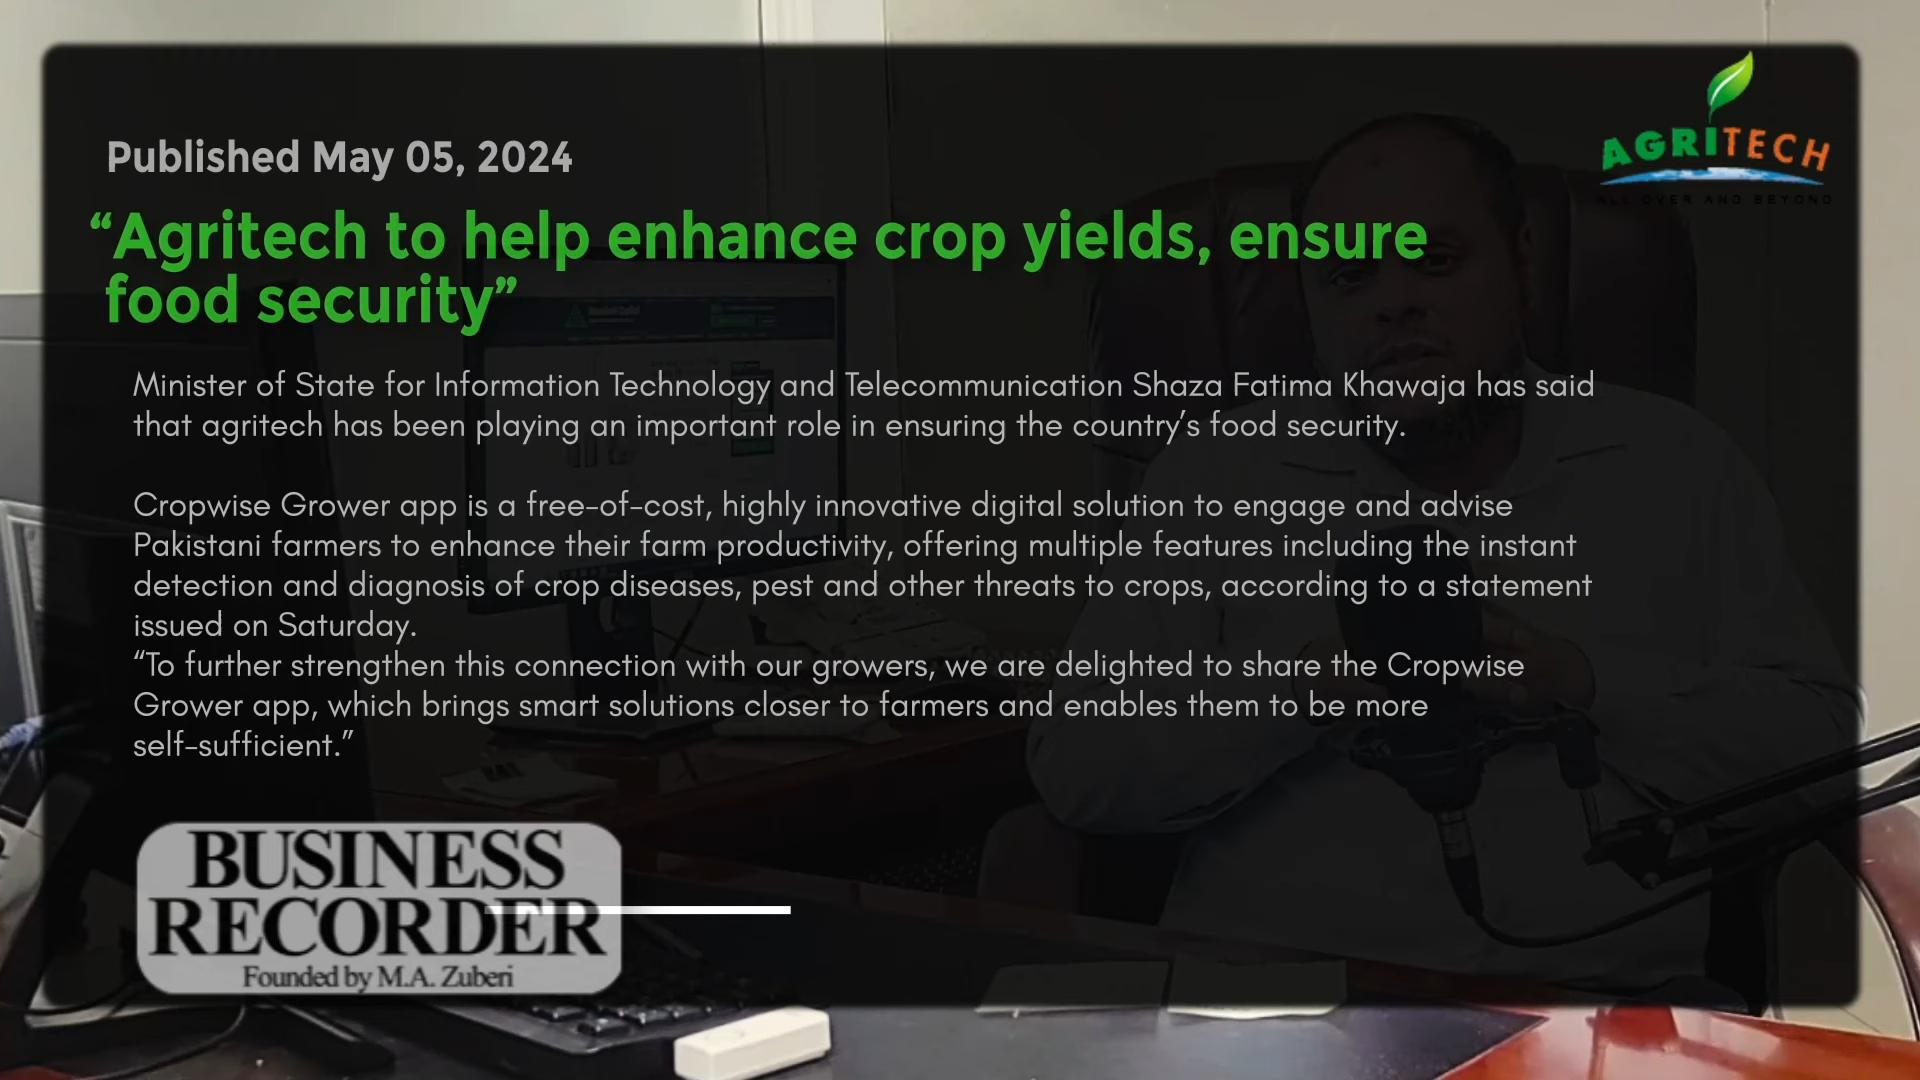 Published May 05, 2024
AGRITECH
ALL OVER AND BEYOND
“Agritech to help enhance crop yields, ensure
food security”
Minister of State for Information Technology and Telecommunication Shaza Fatima Khawaja has said
that agritech has been playing an important role in ensuring the country’s food security.
Cropwise Grower app is a free-of-cost, highly innovative digital solution to engage and advise
Pakistani farmers to enhance their farm productivity, offering multiple features including the instant
detection and diagnosis of crop diseases, pest and other threats to crops, according to a statement
issued on Saturday.
“To further strengthen this connection with our growers, we are delighted to share the Cropwise
Grower app, which brings smart solutions closer to farmers and enables them to be more
self-sufficient.”
BUSINESS
RECORDER
Founded by M.A. Zuberi